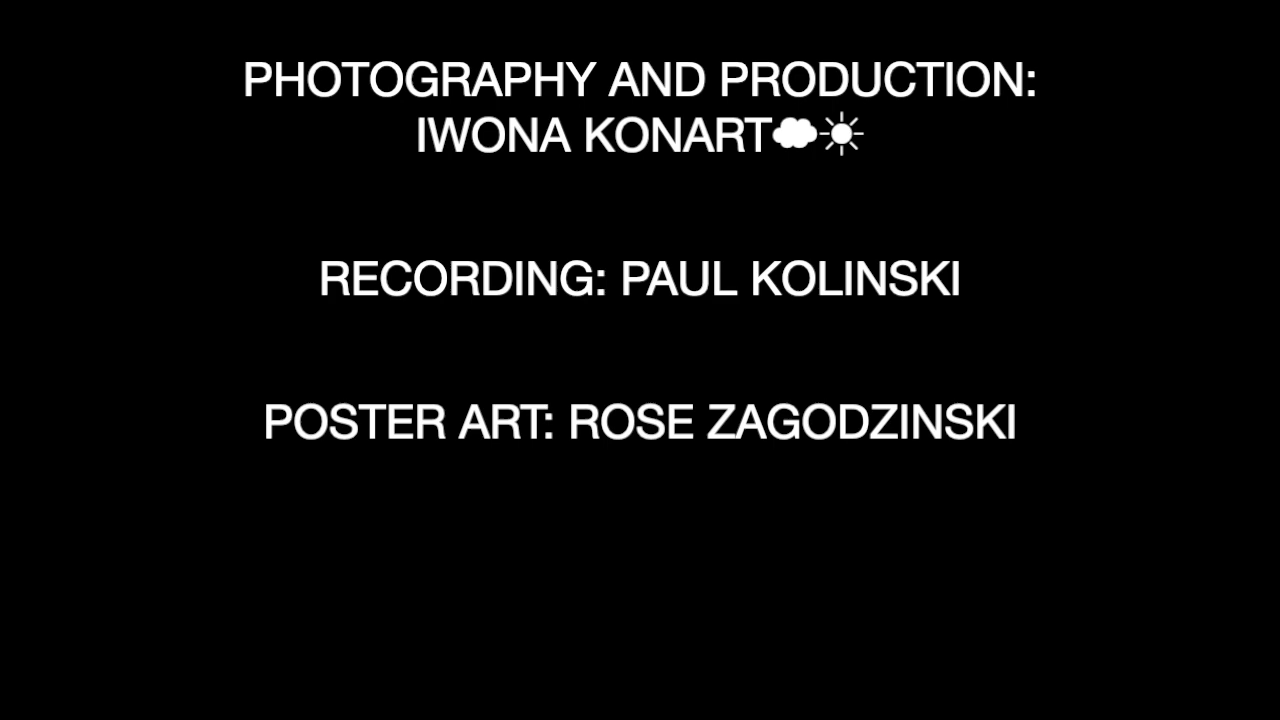 PHOTOGRAPHY AND PRODUCTION:
IWONA KONART☁☀
RECORDING: PAUL KOLINSKI
POSTER ART: ROSE ZAGODZINSKI